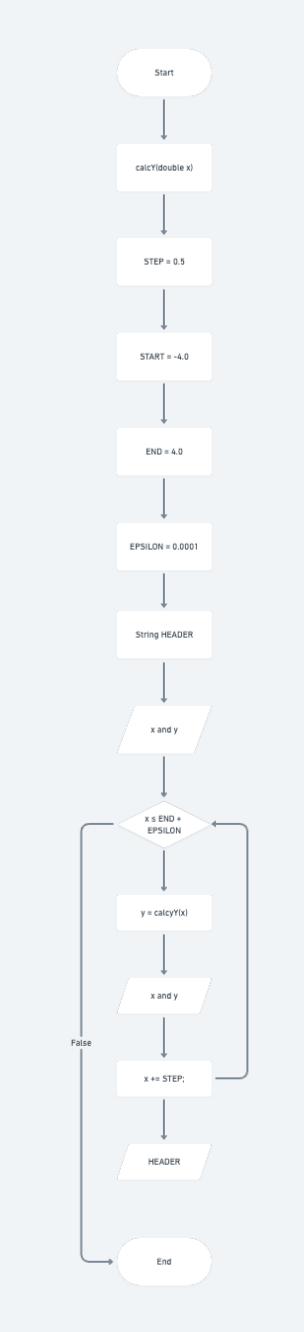 Start
calcY(double x)
STEP = 0.5
START = -4.0
END = 4.0
EPSILON = 0.0001
String HEADER
x and y
x ≤ END +
EPSILON
y = calcyY(x)
x and y
False
x += STEP;
HEADER
End